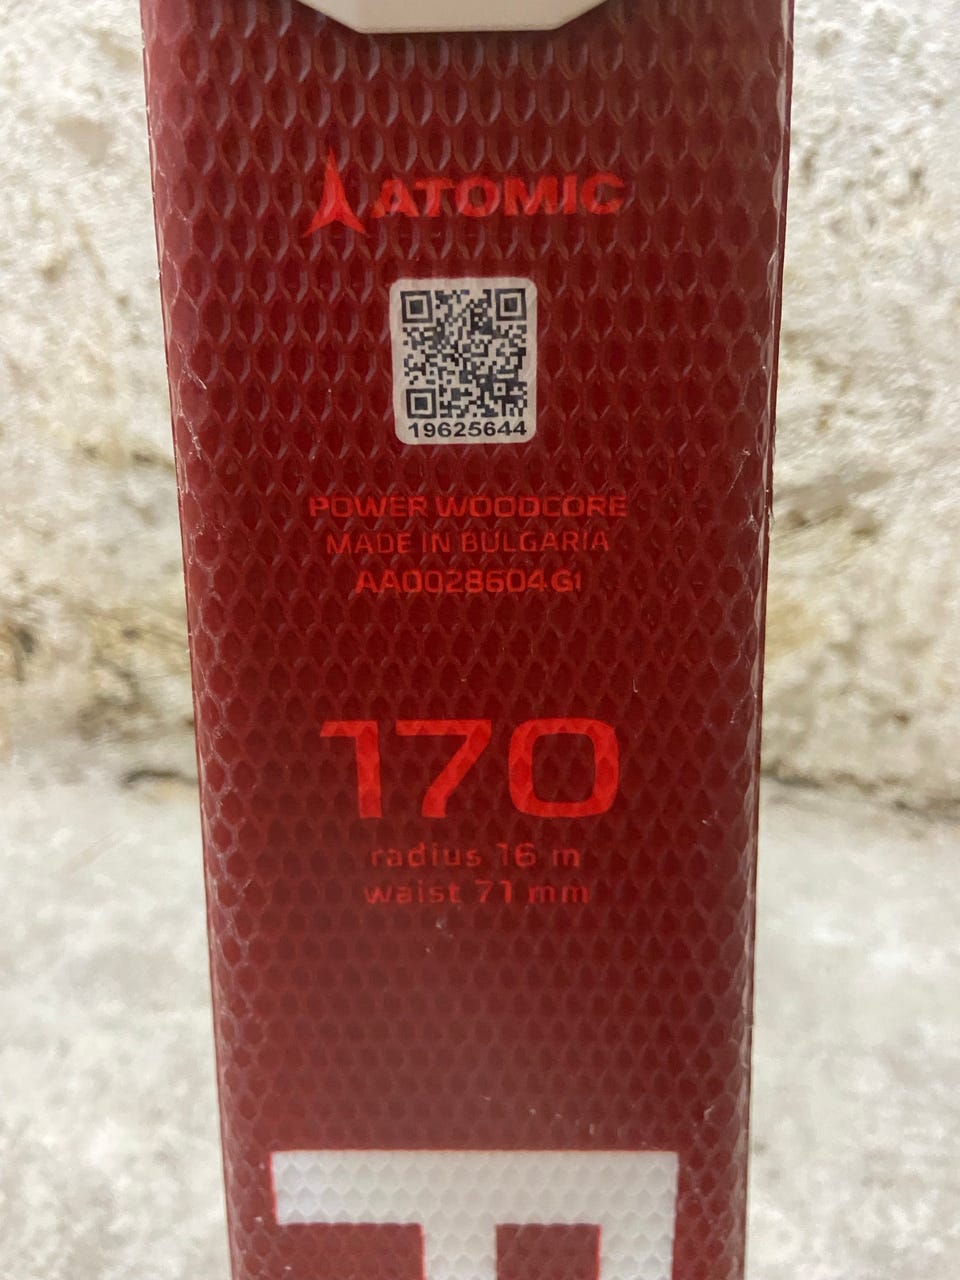 ATOMIC
19625644
POWER WOODCORE
MADE IN BULGARIA
AA0028604G1
170
radius 16 m
waist 71 mm